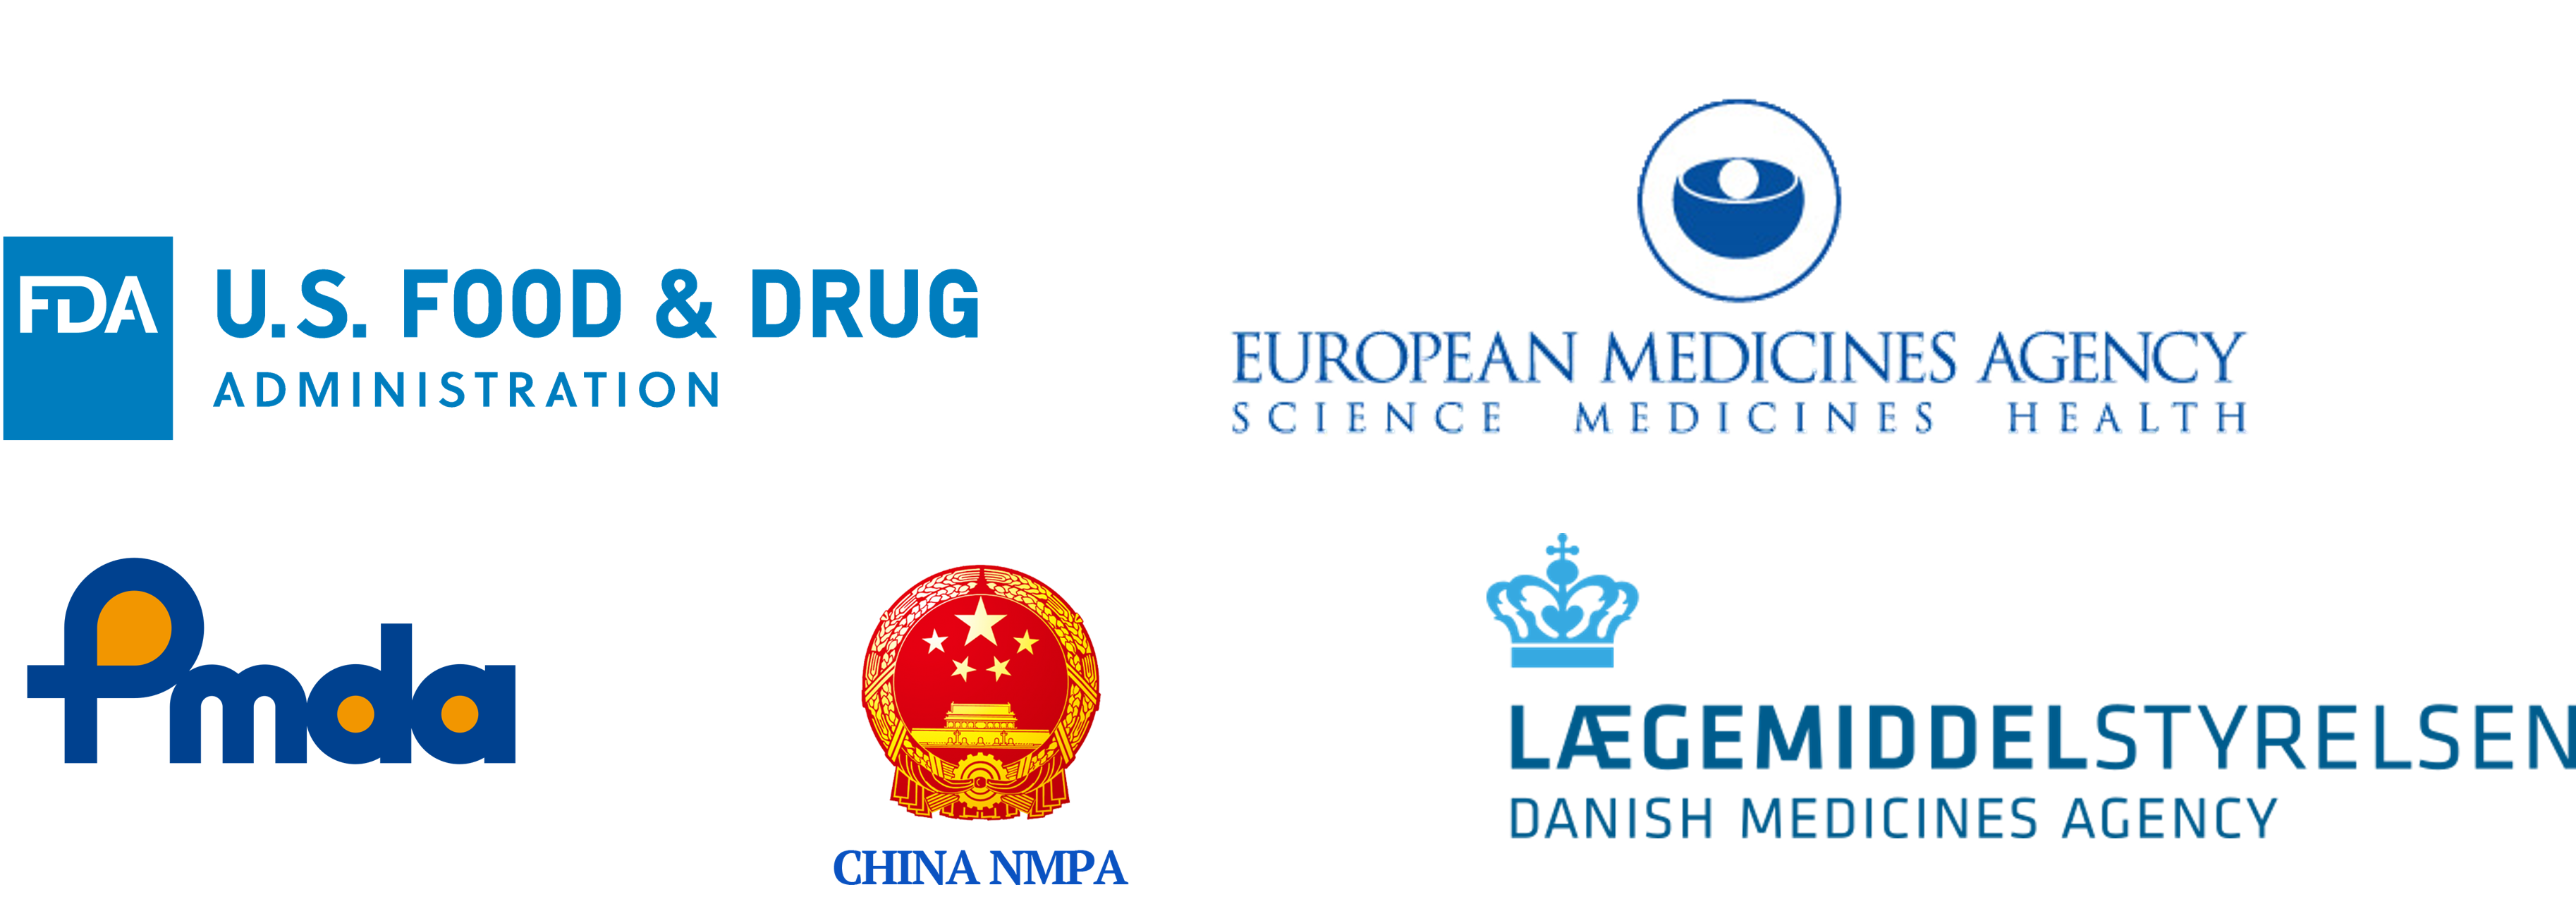 FDA
U.S. FOOD & DRUG
ADMINISTRATION
EUROPEAN MEDICINES AGENCY
SCIENCE MEDICINES HEALTH
Pmda
CHINA NMPA
LÆGEMIDDELSTYRELSEN
DANISH MEDICINES AGENCY